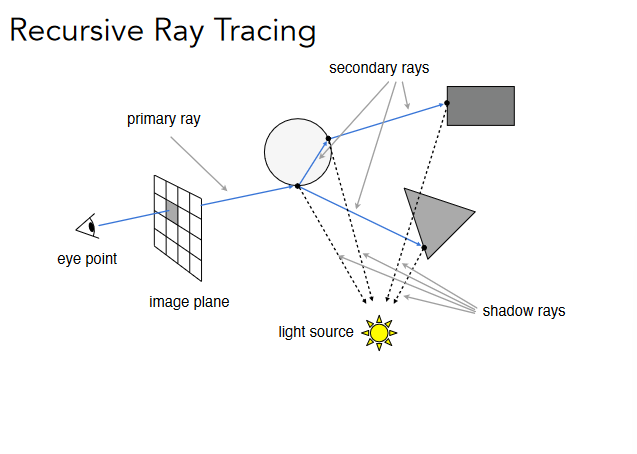 Recursive Ray Tracing
secondary rays
primary ray
eye point
image plane
shadow rays
light source